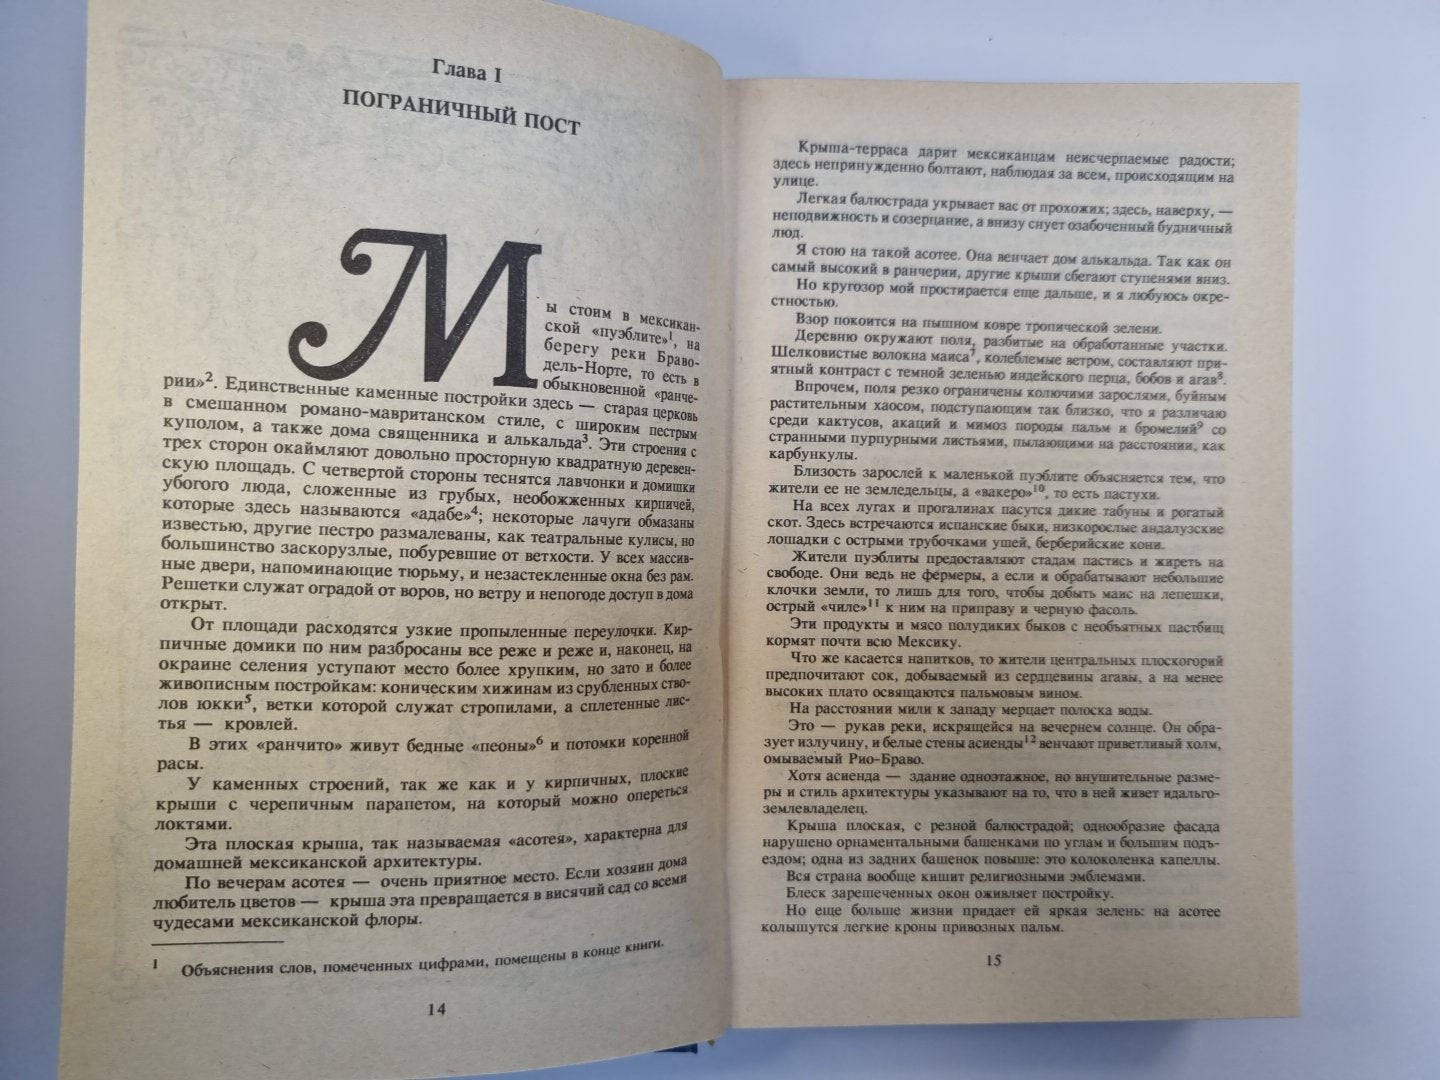 Глава I
ПОГРАНИЧНЫЙ ПОСТ
Мы стоим в мексикан-
ской «пуэблите»¹, на
берегу реки Браво-
дель-Норте, то есть в
обыкновенной «ранче-
рии»². Единственные каменные постройки здесь — старая церковь
в смешанном романо-мавританском стиле, с широким пестрым
куполом, а также дома священника и алькальда³. Эти строения с
трех сторон окаймляют довольно просторную квадратную деревен-
скую площадь. С четвертой стороны теснятся лавчонки и домишки
убогого люда, сложенные из грубых, необожженных кирпичей,
которые здесь называются «адабе»⁴; некоторые лачуги обмазаны
известью, другие пестро размалеваны, как театральные кулисы, но
большинство заскорузлые, побуревшие от ветхости. У всех массив-
ные двери, напоминающие тюрьму, и незастекленные окна без рам.
Решетки служат оградой от воров, но ветру и непогоде доступ в дома
открыт.
От площади расходятся узкие пропыленные переулочки. Кир-
пичные домики по ним разбросаны все реже и реже и, наконец, на
окраине селения уступают место более хрупким, но зато и более
живописным постройкам: коническим хижинам из срубленных ство-
лов юкки⁵, ветки которой служат стропилами, а сплетенные лис-
тья — кровлей.
В этих «ранчито» живут бедные «пеоны»⁶ и потомки коренной
расы.
У каменных строений, так же как и у кирпичных, плоские
крыши с черепичным парапетом, на который можно опереться
локтями.
Эта плоская крыша, так называемая «асотея», характерна для
домашней мексиканской архитектуры.
По вечерам асотея — очень приятное место. Если хозяин дома
любитель цветов — крыша эта превращается в висячий сад со всеми
чудесами мексиканской флоры.
1 Объяснения слов, помеченных цифрами, помещены в конце книги.
14
Крыша-терраса дарит мексиканцам неисчерпаемые радости;
здесь непринужденно болтают, наблюдая за всем, происходящим на
улице.
Легкая балюстрада укрывает вас от прохожих; здесь, наверху, —
неподвижность и созерцание, а внизу снует озабоченный будничный
люд.
Я стою на такой асотее. Она венчает дом алькальда. Так как он
самый высокий в ранчерии, другие крыши сбегают ступенями вниз.
Но кругозор мой простирается еще дальше, и я любуюсь окре-
стностью.
Взор покоится на пышном ковре тропической зелени.
Деревню окружают поля, разбитые на обработанные участки.
Шелковистые волокна маиса⁷, колеблемые ветром, составляют при-
ятный контраст с темной зеленью индейского перца, бобов и агав⁸.
Впрочем, поля резко ограничены колючими зарослями, буйным
растительным хаосом, подступающим так близко, что я различаю
среди кактусов, акаций и мимоз породы пальм и бромелий⁹ со
странными пурпурными листьями, пылающими на расстоянии, как
карбункулы.
Близость зарослей к маленькой пуэблите объясняется тем, что
жители ее не земледельцы, а «вакеро»¹⁰, то есть пастухи.
На всех лугах и прогалинах пасутся дикие табуны и рогатый
скот. Здесь встречаются испанские быки, низкорослые андалузские
лошадки с острыми трубочками ушей, берберийские кони.
Жители пуэблиты предоставляют стадам пастись и жиреть на
свободе. Они ведь не фермеры, а если и обрабатывают небольшие
клочки земли, то лишь для того, чтобы добыть маис на лепешки,
острый «чиле»¹¹ к ним на приправу и черную фасоль.
Эти продукты и мясо полудиких быков с необъятных пастбищ
кормят почти всю Мексику.
Что же касается напитков, то жители центральных плоскогорий
предпочитают сок, добываемый из сердцевины агавы, а на менее
высоких плато освящаются пальмовым вином.
На расстоянии мили к западу мерцает полоска воды.
Это — рукав реки, искрящейся на вечернем солнце. Он обра-
зует излучину, и белые стены асиенды¹² венчают приветливый холм,
омываемый Рио-Браво.
Хотя асиенда — здание одноэтажное, но внушительные разме-
ры и стиль архитектуры указывают на то, что в ней живет идальго-
землевладелец.
Крыша плоская, с резной балюстрадой; однообразие фасада
нарушено орнаментальными башенками по углам и большим подъ-
ездом; одна из задних башенок повыше: это колоколенка капеллы.
Вся страна вообще кишит религиозными эмблемами.
Блеск зарешеченных окон оживляет постройку.
Но еще больше жизни придает ей яркая зелень: на асотее
колышутся легкие кроны привозных пальм.
15